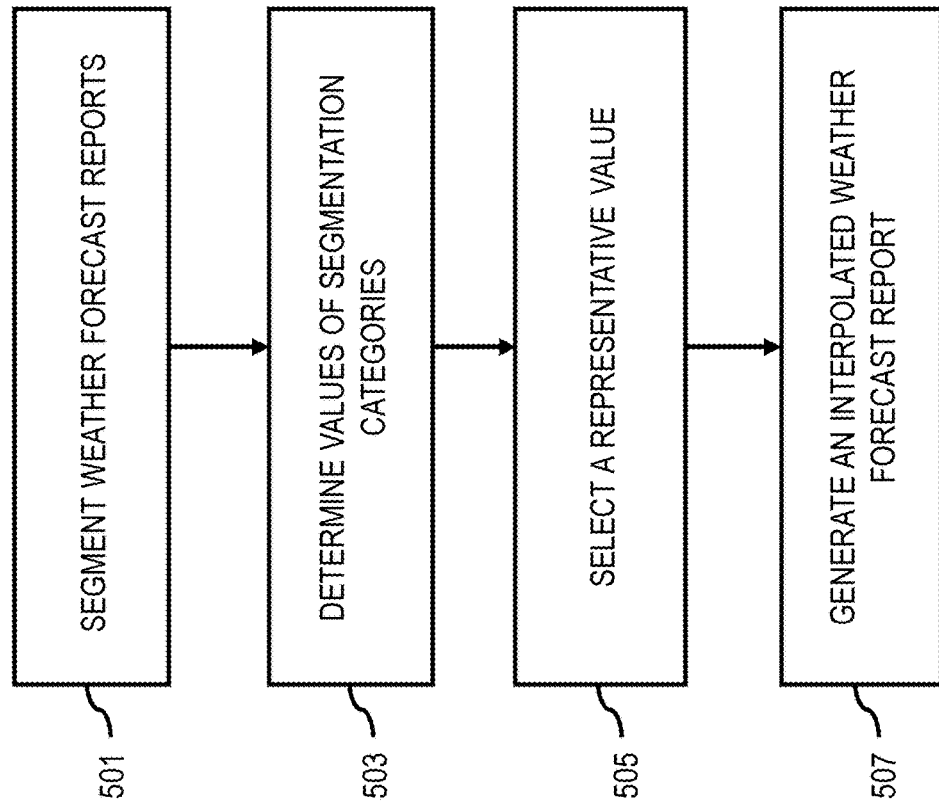 501
SEGMENT WEATHER FORECAST REPORTS
503
DETERMINE VALUES OF SEGMENTATION
CATEGORIES
505
SELECT A REPRESENTATIVE VALUE
507
GENERATE AN INTERPOLATED WEATHER
FORECAST REPORT